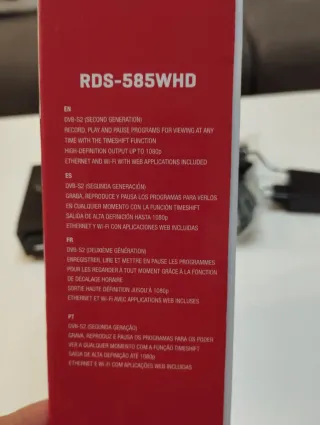 RDS-585WHD
EN
DVB-S2 (SECOND GENERATION)
RECORD, PLAY AND PAUSE PROGRAMS FOR VIEWING AT ANY
TIME WITH THE TIMESHIFT FUNCTION
HIGH-DEFINITION OUTPUT UP TO 1080p
ETHERNET AND WI-FI WITH WEB APPLICATIONS INCLUDED
ES
DVB-S2 (SEGUNDA GENERACIÓN)
GRABA, REPRODUCE Y PAUSA LOS PROGRAMAS PARA VERLOS
EN CUALQUIER MOMENTO CON LA FUNCIÓN TIMESHIFT
SALIDA DE ALTA DEFINICIÓN HASTA 1080p
ETHERNET Y WI-FI CON APLICACIONES WEB INCLUIDAS
FR
DVB-S2 (DEUXIÈME GÉNÉRATION)
ENREGISTRER, LIRE ET METTRE EN PAUSE LES PROGRAMMES
POUR LES REGARDER À TOUT MOMENT GRÂCE À LA FONCTION
DE DÉCALAGE HORAIRE
SORTIE HAUTE DÉFINITION JUSQU'À 1080p
ETHERNET ET WI-FI AVEC APPLICATIONS WEB INCLUSES
PT
DVB-S2 (SEGUNDA GERAÇÃO)
GRAVA, REPRODUZ E PAUSA OS PROGRAMAS PARA OS PODER
VER A QUALQUER MOMENTO COM A FUNÇÃO TIMESHIFT
SAÍDA DE ALTA DEFINIÇÃO ATÉ 1080p
ETHERNET E WI-FI COM APLICAÇÕES WEB INCLUÍDAS